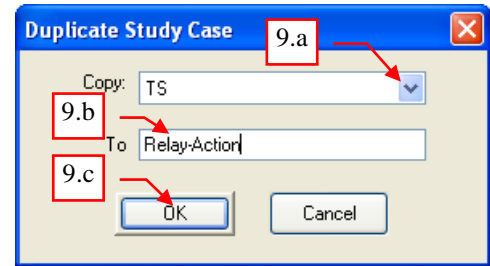 Duplicate Study Case
9.a
Copy: TS
9.b
To Relay-Action
9.c
OK Cancel